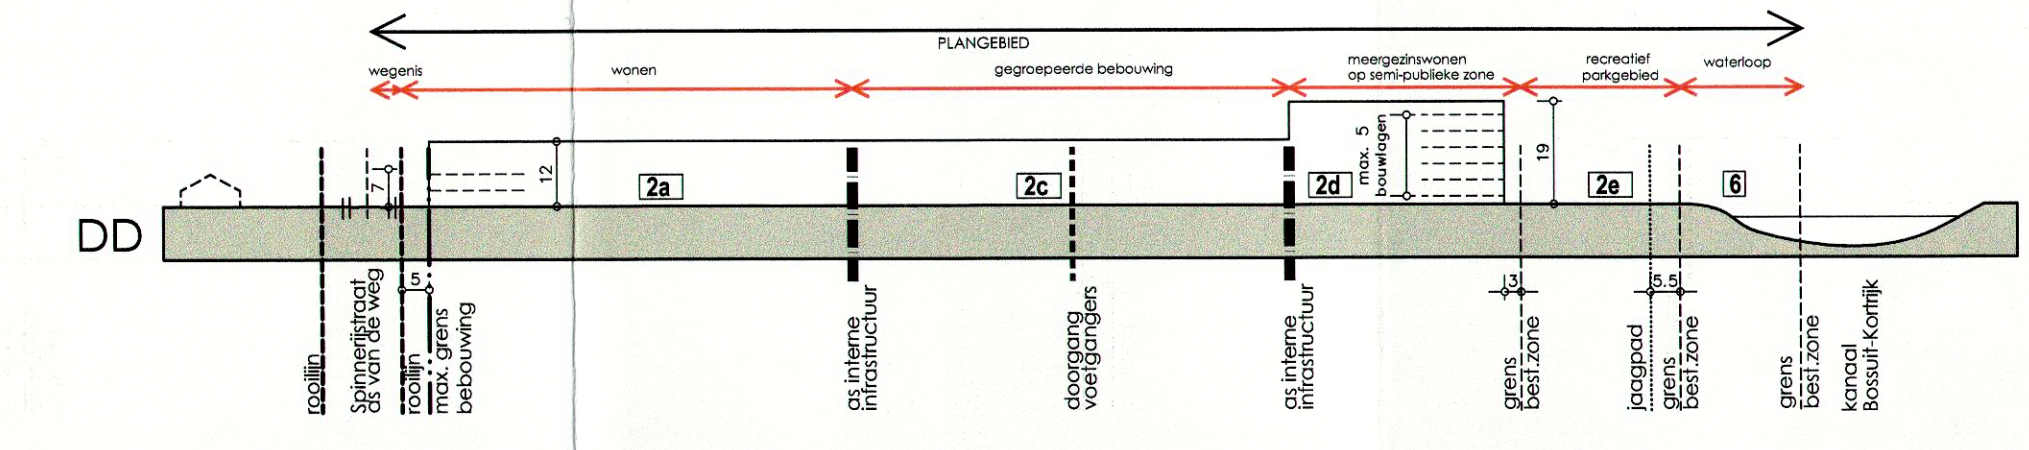 PLANGEBIED
wegenis
wonen
gegroepeerde bebouwing
meergezinswonen
op semi-publieke zone
recreatief
parkgebied
waterloop
7
12
2a
2c
2d
max. 5
bouwlagen
19
2e
6
DD
5
3
5.5
rooilijn
Spinnerijstraat
as van de weg
rooilijn
max. grens
bebouwing
as interne
infrastructuur
doorgang
voetgangers
as interne
infrastructuur
grens
best.zone
jaagpad
grens
best.zone
grens
best.zone
kanaal
Bossuit-Kortrijk